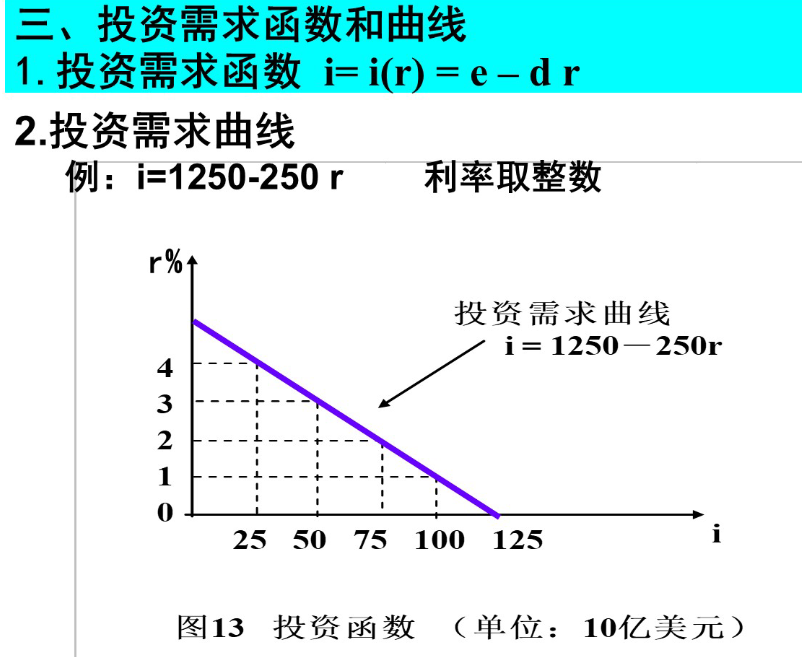 三、投资需求函数和曲线
1. 投资需求函数 i= i(r) = e – d r
2.投资需求曲线
例：i=1250-250 r 利率取整数
r%
投资需求曲线
i = 1250－250r
4
3
2
1
0
25 50 75 100 125
i
图13 投资函数 （单位：10亿美元）